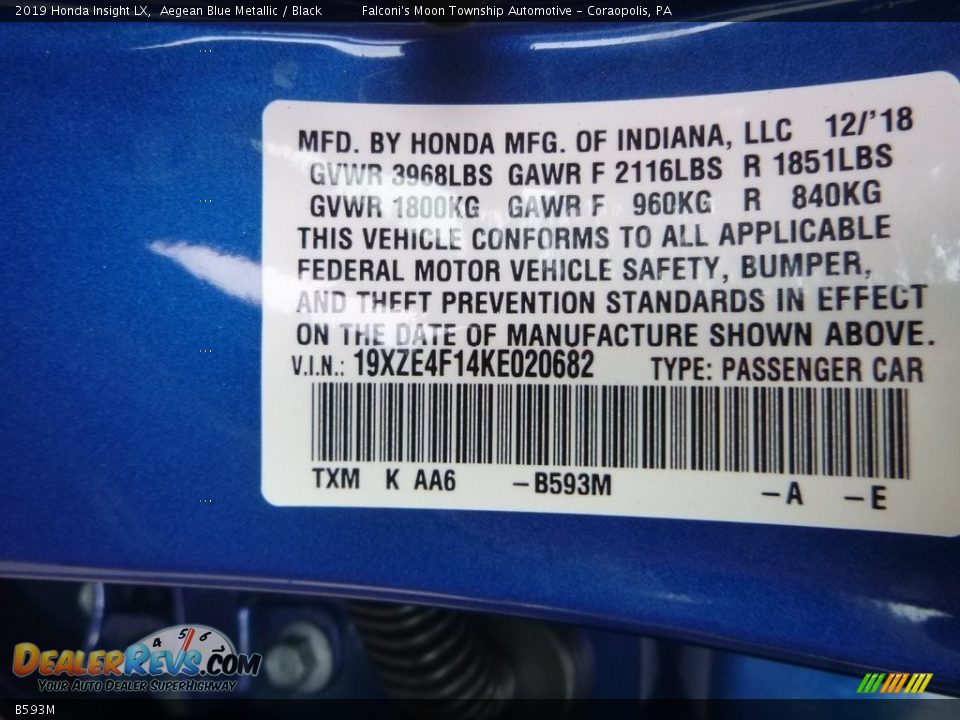 2019 Honda Insight LX, Aegean Blue Metallic / Black Falconi's Moon Township Automotive - Coraopolis, PA
MFD. BY HONDA MFG. OF INDIANA, LLC 12/'18
GVWR 3968LBS GAWR F 2116LBS R 1851LBS
GVWR 1800KG GAWR F 960KG R 840KG
THIS VEHICLE CONFORMS TO ALL APPLICABLE
FEDERAL MOTOR VEHICLE SAFETY, BUMPER,
AND THEFT PREVENTION STANDARDS IN EFFECT
ON THE DATE OF MANUFACTURE SHOWN ABOVE.
V.I.N.: 19XZE4F14KE020682 TYPE: PASSENGER CAR
TXM K AA6 -B593M -A -E
4 5 6
DEALERREVS.COM
YOUR AUTO DEALER SUPERHIGHWAY
B593M